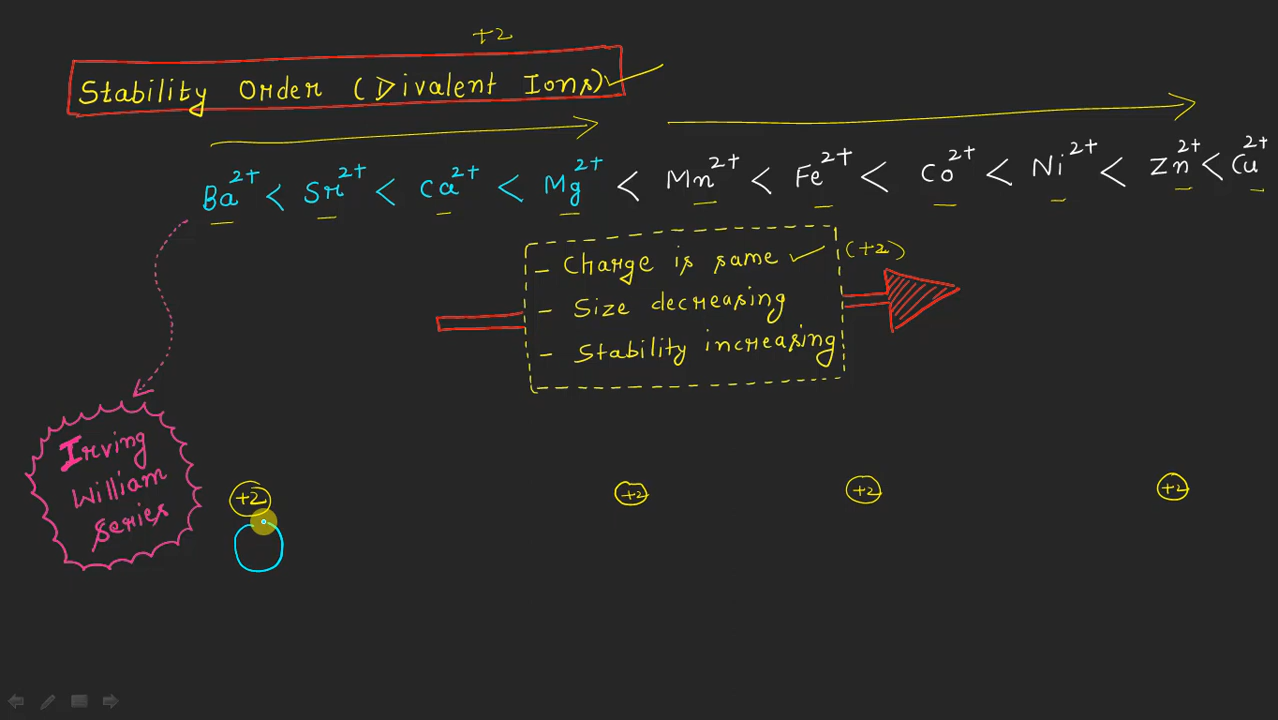 +2
Stability Order (Divalent Ions)
Ba²⁺ < Sr²⁺ < Ca²⁺ < Mg²⁺ < Mn²⁺ < Fe²⁺ < Co²⁺ < Ni²⁺ < Zn²⁺ < Cu²⁺
- Charge is same (+2)
- Size decreasing
- Stability increasing
Irving
William
series
+2 +2 +2 +2